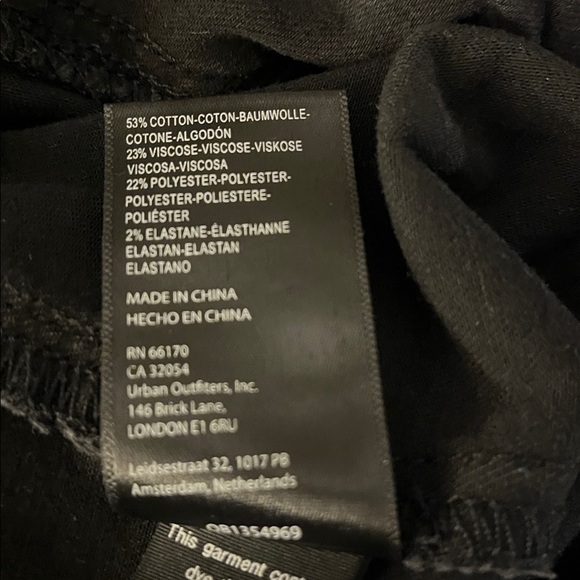 53% COTTON-COTON-BAUMWOLLE-
COTONE-ALGODÓN
23% VISCOSE-VISCOSE-VISKOSE
VISCOSA-VISCOSA
22% POLYESTER-POLYESTER-
POLYESTER-POLIESTERE-
POLIÉSTER
2% ELASTANE-ÉLASTHANNE
ELASTAN-ELASTAN
ELASTANO
MADE IN CHINA
HECHO EN CHINA
RN 66170
CA 32054
Urban Outfiters, Inc.
146 Brick Lane,
LONDON E1 6RU
Leidsestraat 32, 1017 PB
Amsterdam, Netherlands
OB1354969
This garment